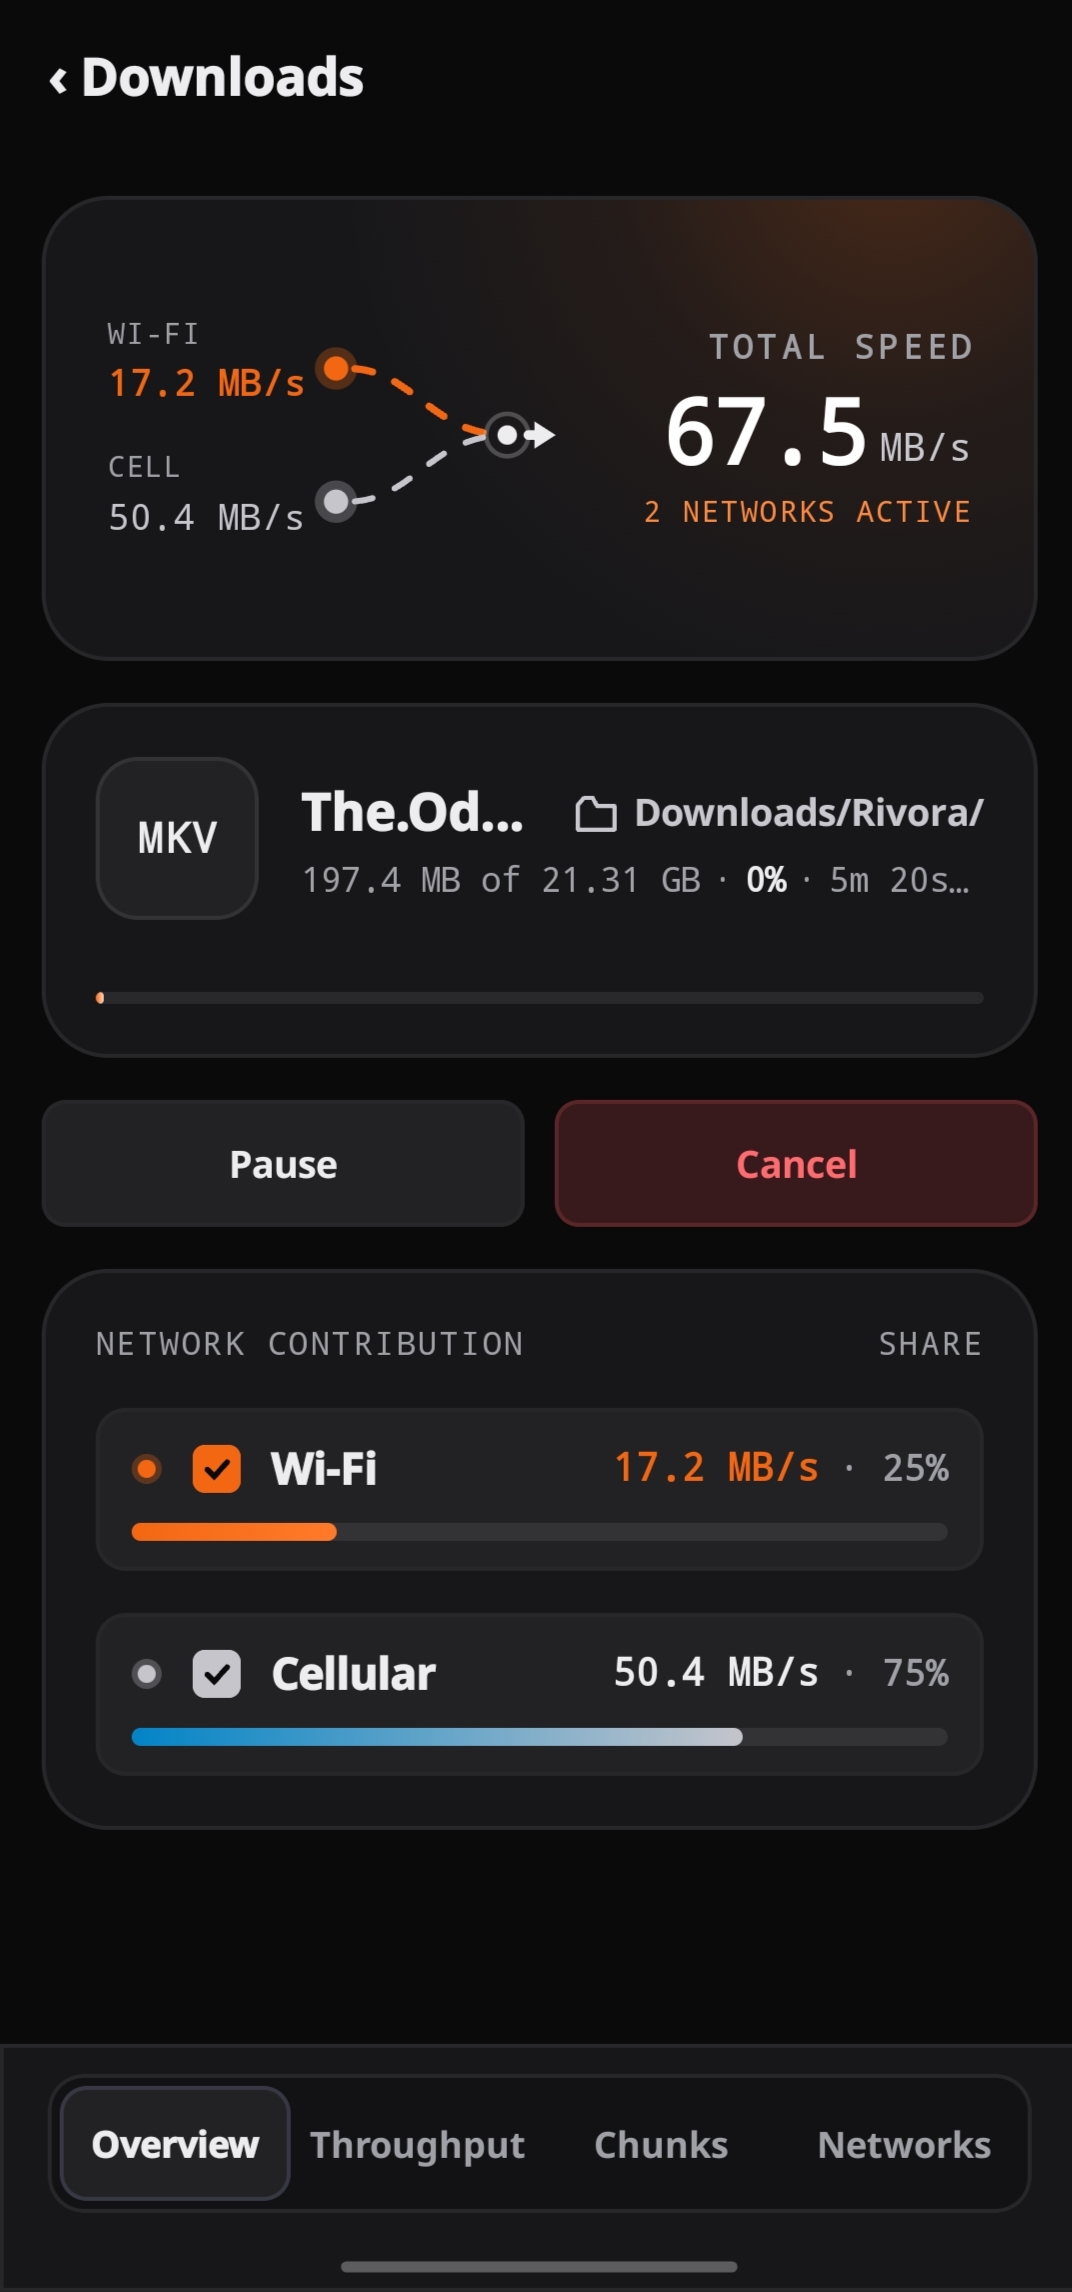 ‹ Downloads
WI-FI
17.2 MB/s
CELL
50.4 MB/s
TOTAL SPEED
67.5 MB/s
2 NETWORKS ACTIVE
MKV
The.Od...
Downloads/Rivora/
197.4 MB of 21.31 GB · 0% · 5m 20s…
Pause
Cancel
NETWORK CONTRIBUTION
SHARE
Wi-Fi
17.2 MB/s · 25%
Cellular
50.4 MB/s · 75%
Overview
Throughput
Chunks
Networks